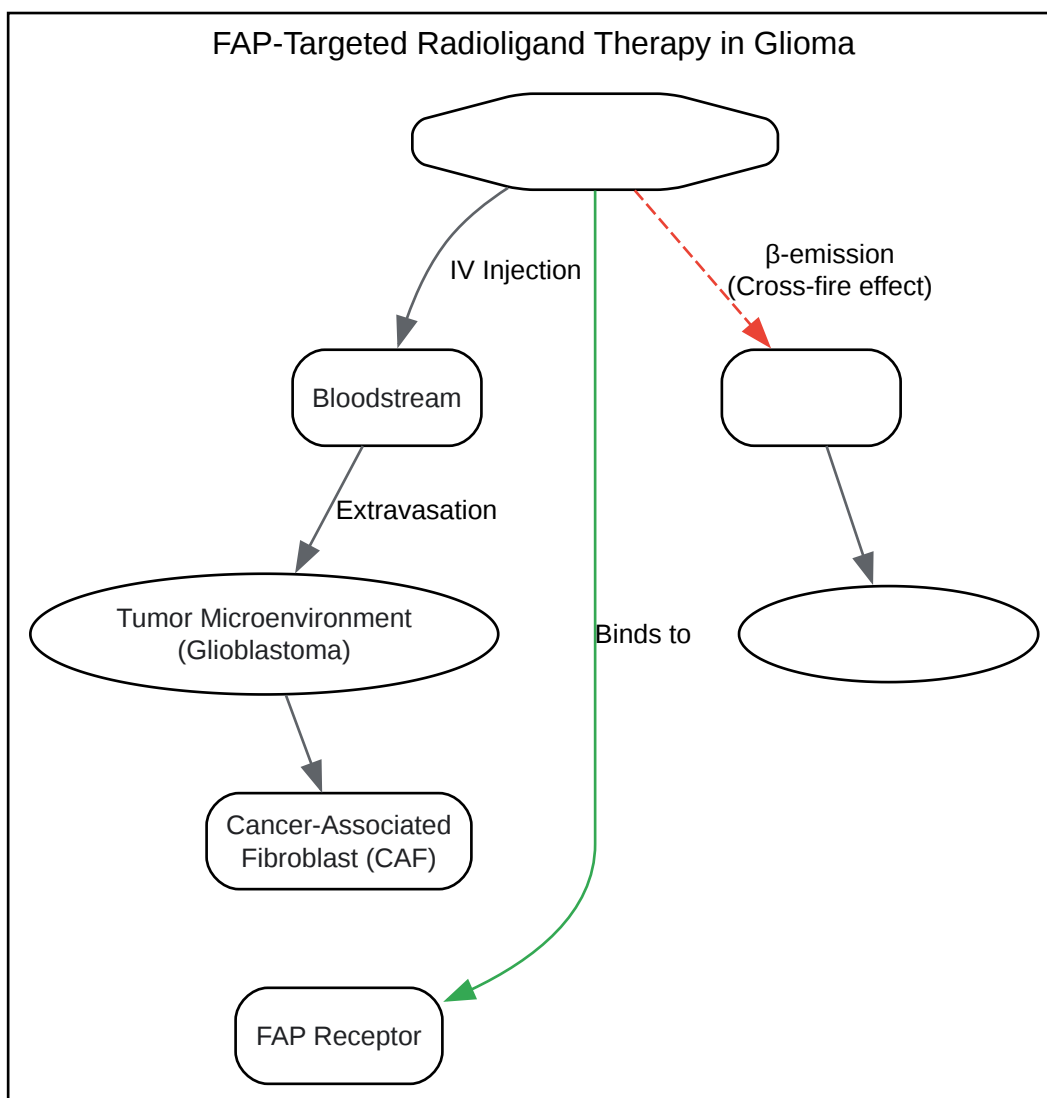 FAP-Targeted Radioligand Therapy in Glioma
IV Injection
β-emission
(Cross-fire effect)
Bloodstream
Extravasation
Tumor Microenvironment
(Glioblastoma)
Binds to
Cancer-Associated
Fibroblast (CAF)
FAP Receptor